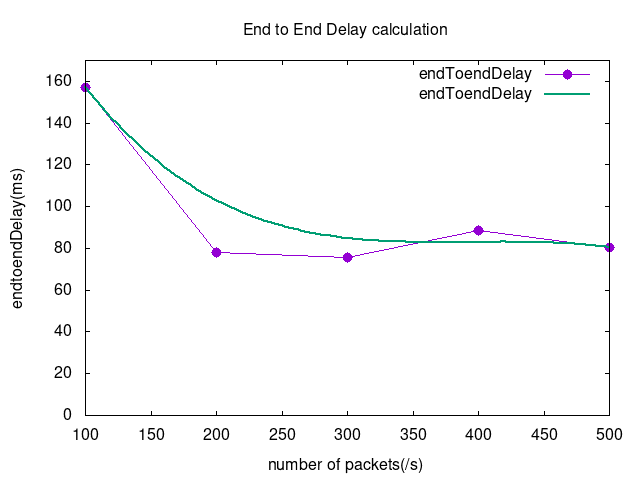 End to End Delay calculation
endToendDelay
endToendDelay
160
140
120
100
80
60
40
20
0
endtoendDelay(ms)
100 150 200 250 300 350 400 450 500
number of packets(/s)